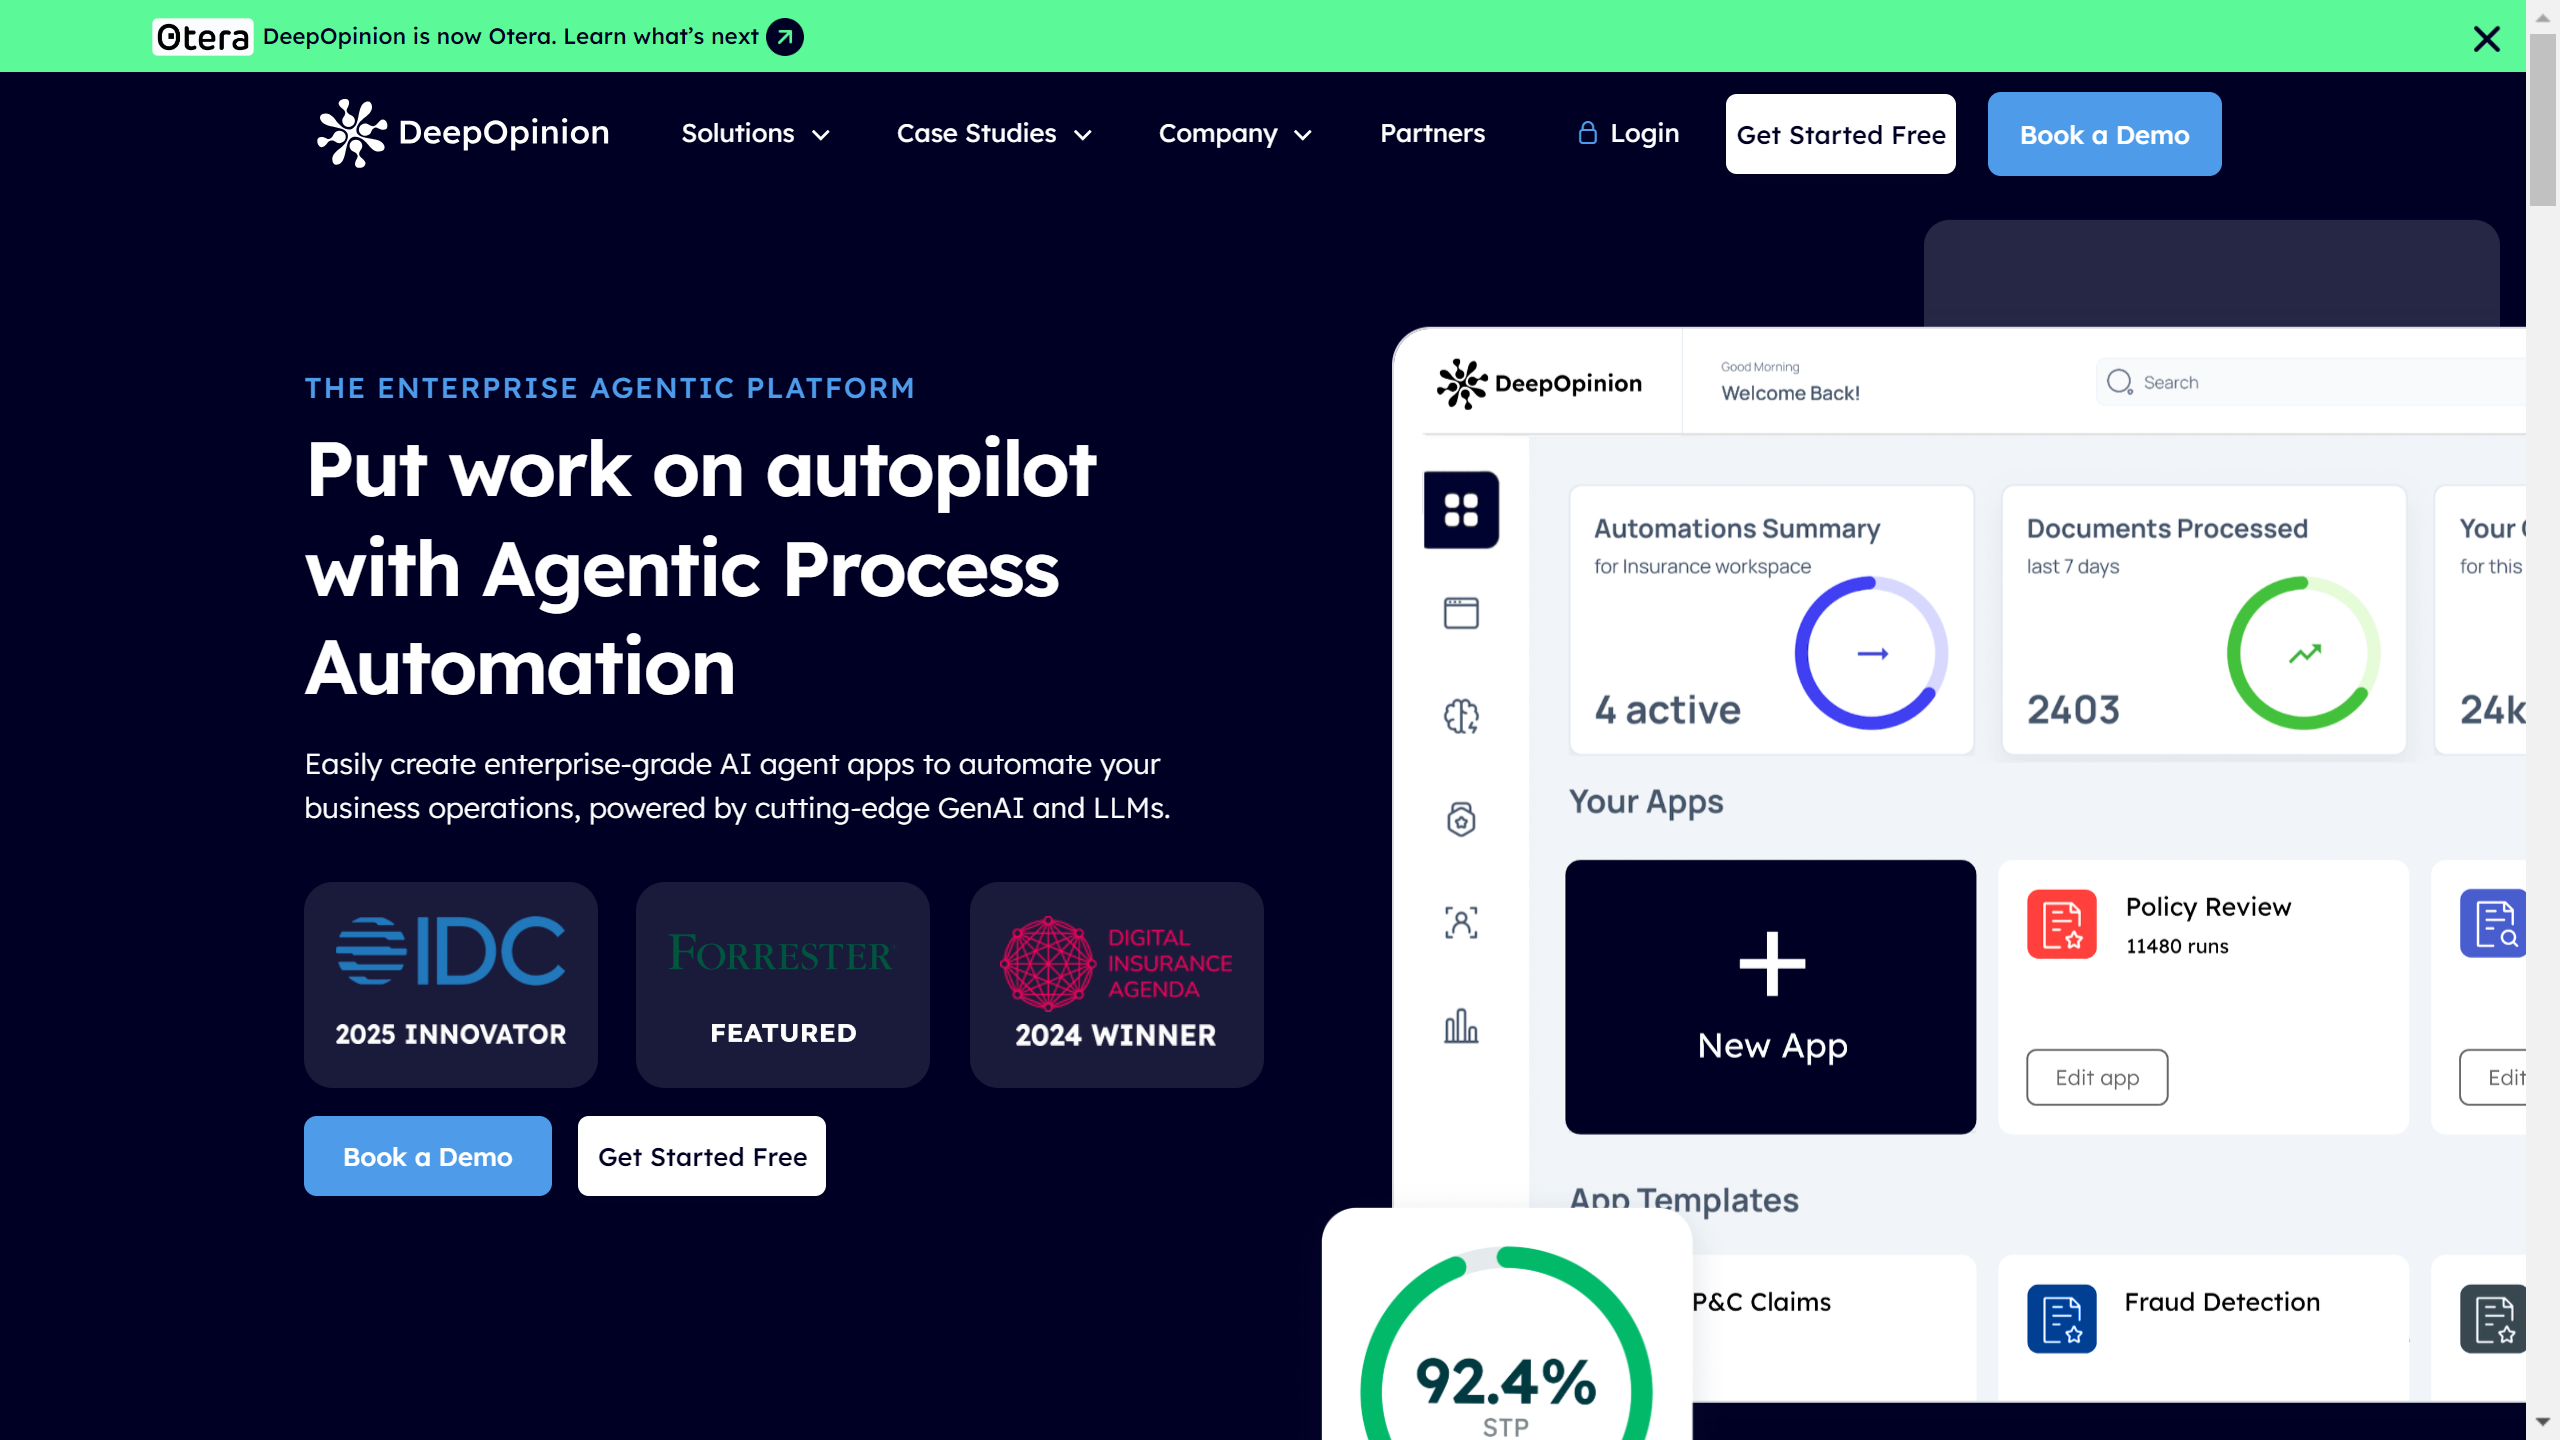 Otera DeepOpinion is now Otera. Learn what's next
DeepOpinion
Solutions
Case Studies
Company
Partners
Login
Get Started Free
Book a Demo
THE ENTERPRISE AGENTIC PLATFORM
Put work on autopilot
with Agentic Process
Automation
Easily create enterprise-grade AI agent apps to automate your
business operations, powered by cutting-edge GenAI and LLMs.
IDC
2025 INNOVATOR
FORRESTER
FEATURED
DIGITAL
INSURANCE
AGENDA
2024 WINNER
Book a Demo
Get Started Free
DeepOpinion
Good Morning
Welcome Back!
Search
Automations Summary
for Insurance workspace
4 active
Documents Processed
last 7 days
2403
Your
for this
24k
Your Apps
New App
Policy Review
11480 runs
Edit app
Edit
App Templates
P&C Claims
Fraud Detection
92.4%
STP